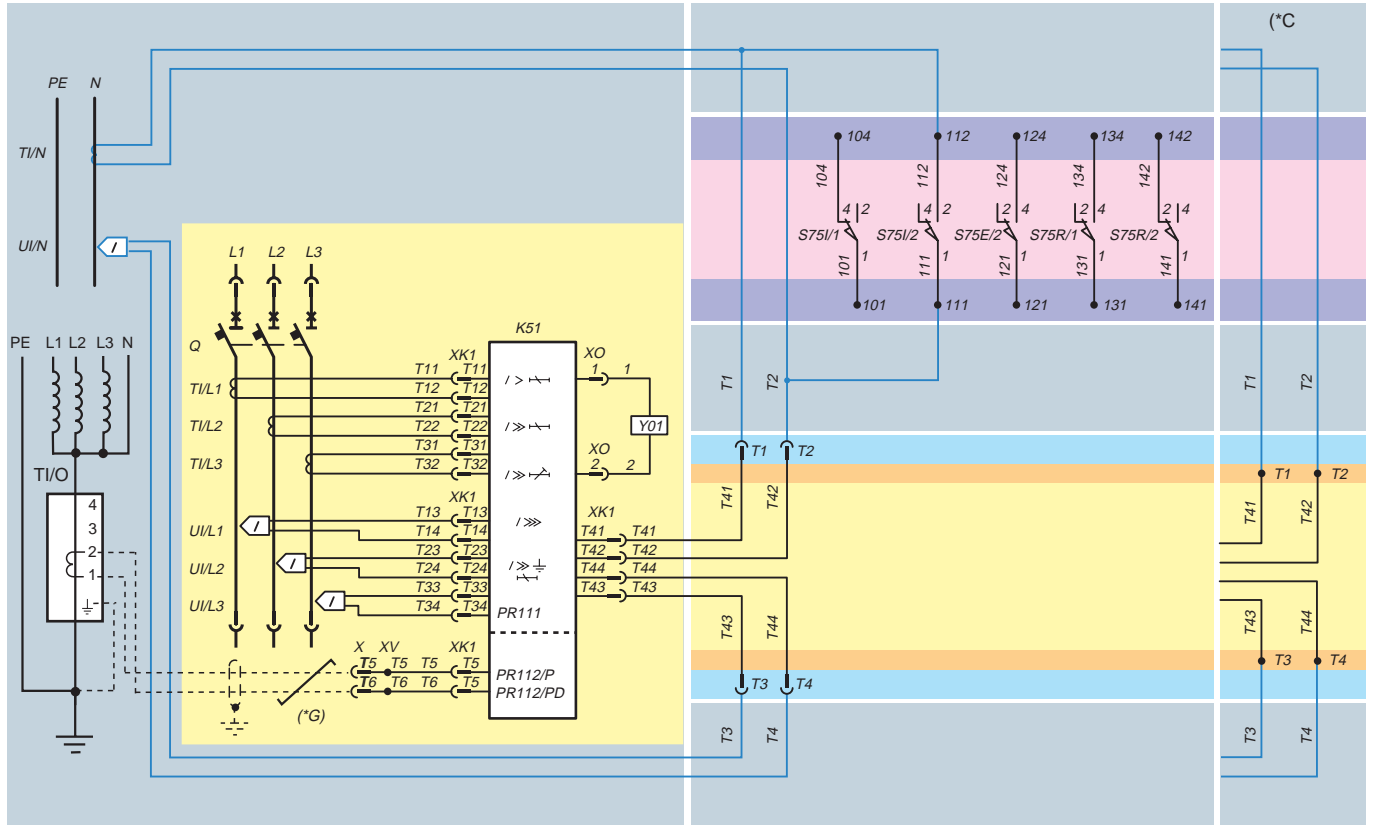 (*C
PE N
TI/N
UI/N
104 112 124 134 142
104 112 124 134 142
4 2 4 2 2 4 2 4 2 4
S75I/1 S75I/2 S75E/2 S75R/1 S75R/2
101 1 111 1 121 1 131 1 141 1
101 111 121 131 141
L1 L2 L3
PE L1 L2 L3 N
Q
K51
XK1 XO
TI/L1 T11 T11 I > 1 1
T12 T12
TI/L2 T21 T21 I >>
T22 T22
Y01
TI/L3 T31 T31 XO
T32 T32 I >> 2 2
T1 T2 T1 T2
T1 T2
TI/O
4
3
2
1
XK1 XK1
UI/L1 T13 T13 I >>>
T14 T14 T41 T41
UI/L2 T23 T23 T42 T42
T24 T24 I >> T44 T44
UI/L3 T33 T33 T43 T43
T34 T34 PR111
T41 T42
T1 T2
T41 T42
T43 T44
T43 T44
X XV XK1
T5 T5 T5 T5 PR112/P
T6 T6 T6 T5 PR112/PD
(*G)
T3 T4
T3 T4
T3 T4
T3 T4